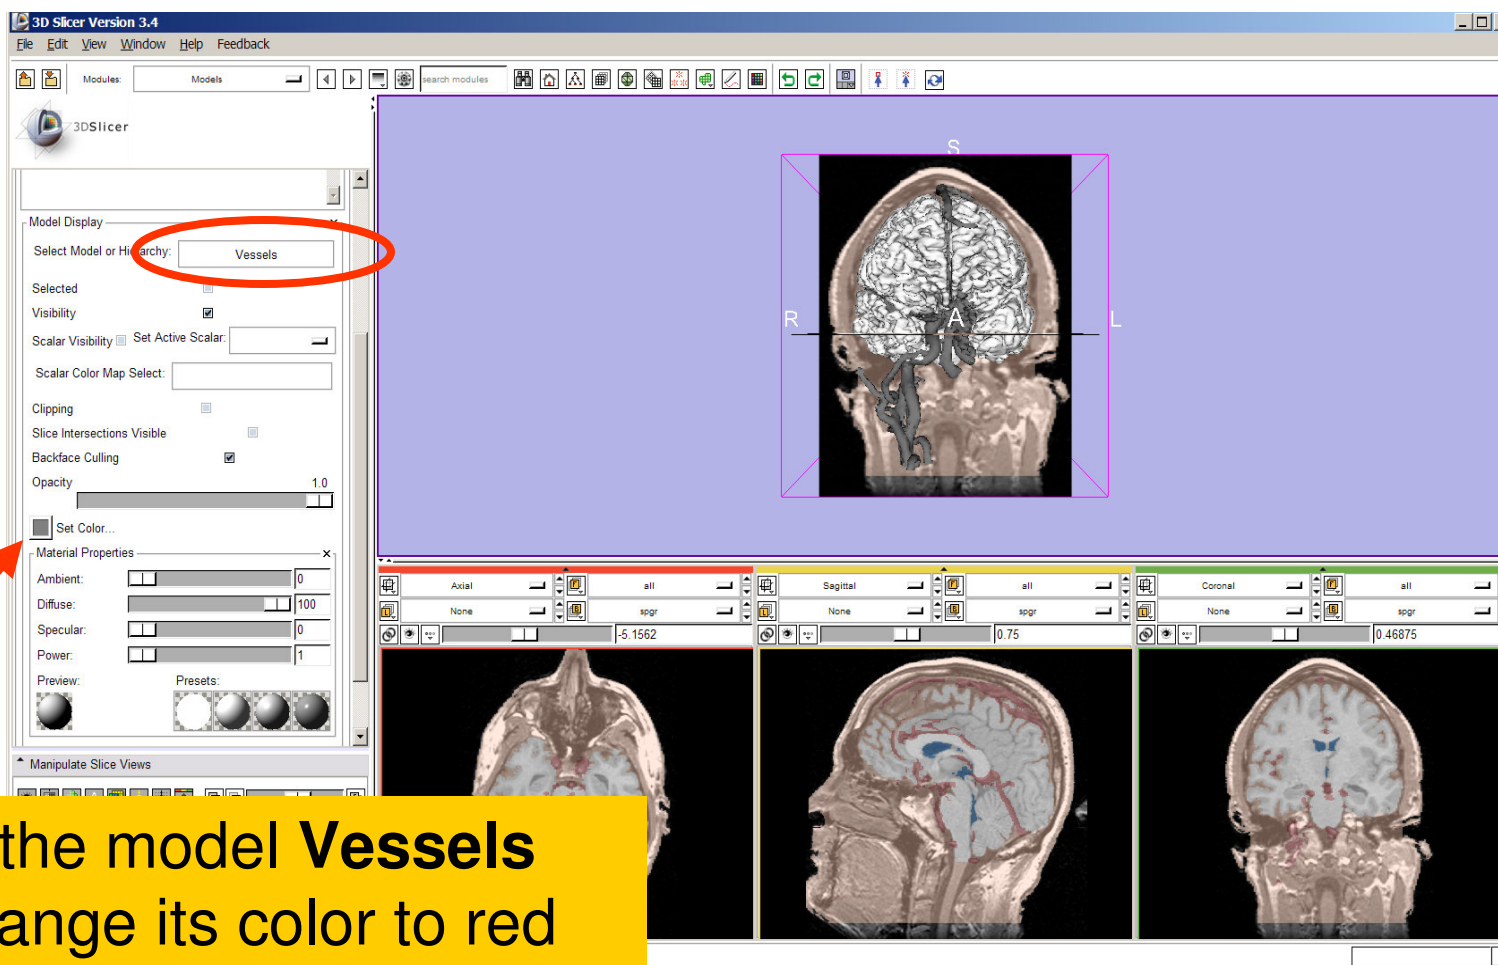 3D Slicer Version 3.4
File Edit View Window Help Feedback
Modules: Models search modules
3DSlicer
Model Display
Select Model or Hierarchy: Vessels
Selected
Visibility
Scalar Visibility Set Active Scalar:
Scalar Color Map Select:
Clipping
Slice Intersections Visible
Backface Culling
Opacity 1.0
Set Color...
Material Properties
Ambient: 0
Diffuse: 100
Specular: 0
Power: 1
Preview: Presets:
Manipulate Slice Views
S
R A L
Axial all Sagittal all Coronal all
None spgr None spgr None spgr
-5.1562 0.75 0.46875
the model Vessels
ange its color to red